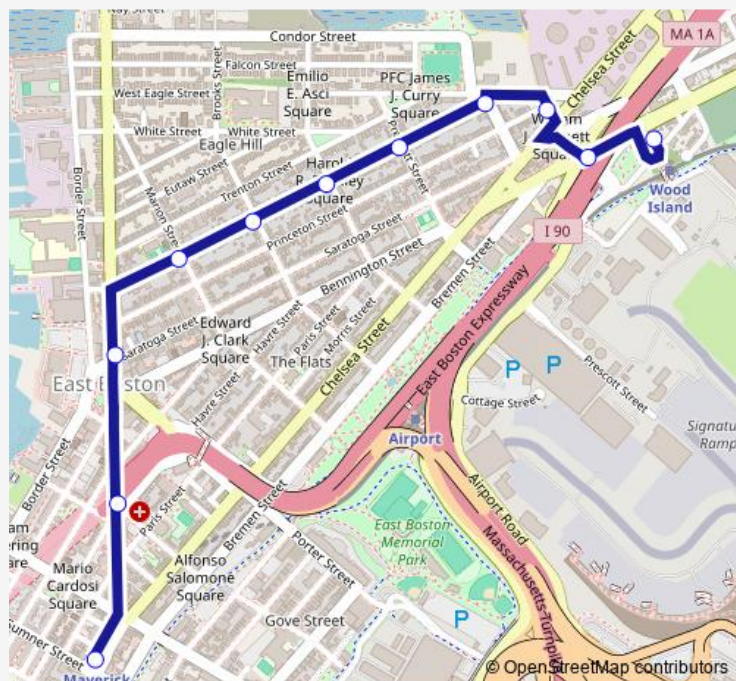 Condor Street
MA 1A
Falcon Street
Chelsea Street
Emilio
E. Asci
Square
PFC James
J. Curry
Square
Brooks Street
West Eagle Street
White Street
White Street
Eagle Hill
Eutaw Street
Trenton Street
Square
Wood
Island
Border Street
Marion Street
Princeton Street
Saratoga Street
I 90
Bennington Street
Bremen Street
East Boston Expressway
Saratoga Street
Edward
J. Clark
Square
Havre Street
Paris Street
Morris Street
The Flats
Chelsea Street
East Boston
P
P
Prescott Street
Cottage Street
Airport
Havre Street
Border Street
Paris Street
Bremen Street
Airport Road
East Boston
Memorial
Park
Massachusetts Turnpike
Mario
Cardosi
Square
Alfonso
Salomone
Square
Porter Street
Gove Street
P
Sumner Street
Maverick
© OpenStreetMap contributors